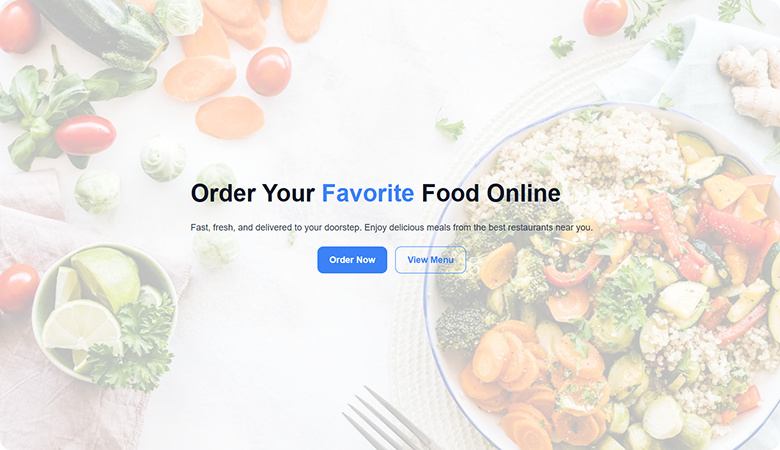 Order Your Favorite Food Online
Fast, fresh, and delivered to your doorstep. Enjoy delicious meals from the best restaurants near you.
Order Now
View Menu